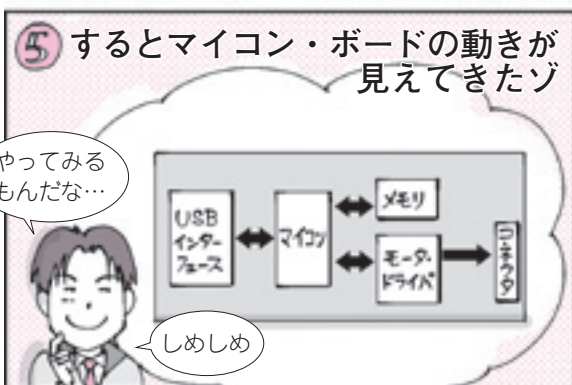 5 するとマイコン・ボードの動きが
見えてきたゾ
やってみる
もんだな…
USB
インター
フェース
マイコン
メモリ
モータ・
ドライバ
コネクタ
しめしめ